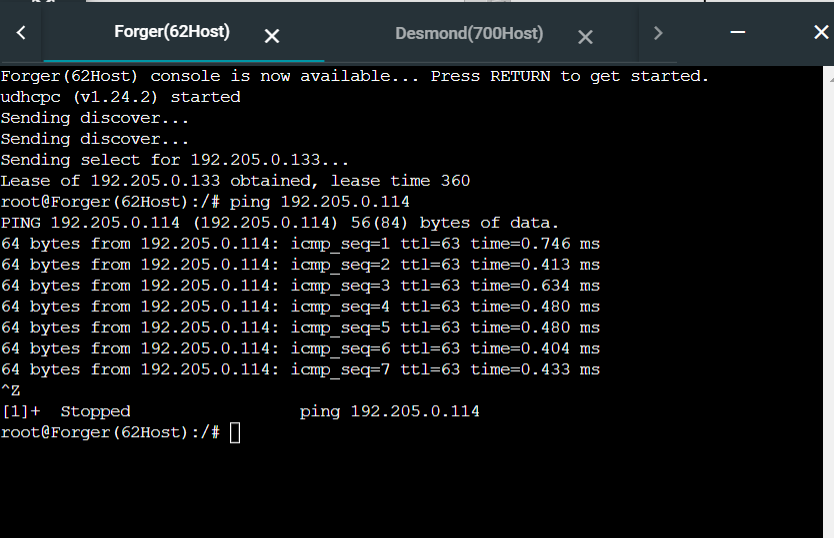 Forger(62Host)
Desmond(700Host)
Forger(62Host) console is now available... Press RETURN to get started.
udhcpc (v1.24.2) started
Sending discover...
Sending discover...
Sending select for 192.205.0.133...
Lease of 192.205.0.133 obtained, lease time 360
root@Forger(62Host):/# ping 192.205.0.114
PING 192.205.0.114 (192.205.0.114) 56(84) bytes of data.
64 bytes from 192.205.0.114: icmp_seq=1 ttl=63 time=0.746 ms
64 bytes from 192.205.0.114: icmp_seq=2 ttl=63 time=0.413 ms
64 bytes from 192.205.0.114: icmp_seq=3 ttl=63 time=0.634 ms
64 bytes from 192.205.0.114: icmp_seq=4 ttl=63 time=0.480 ms
64 bytes from 192.205.0.114: icmp_seq=5 ttl=63 time=0.480 ms
64 bytes from 192.205.0.114: icmp_seq=6 ttl=63 time=0.404 ms
64 bytes from 192.205.0.114: icmp_seq=7 ttl=63 time=0.433 ms
^Z
[1]+  Stopped                 ping 192.205.0.114
root@Forger(62Host):/#